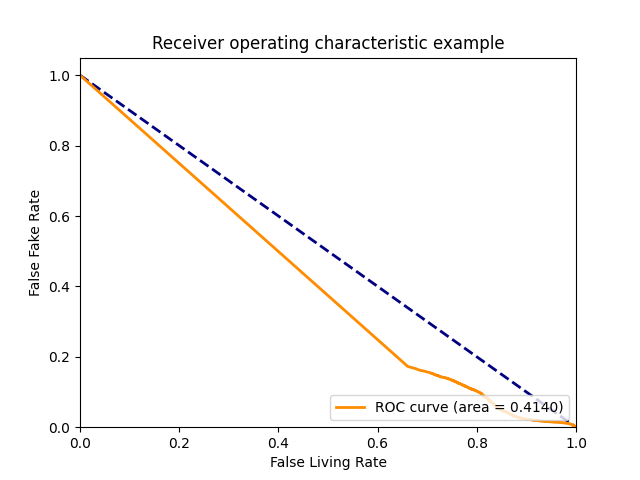 Receiver operating characteristic example
1.0
0.8
0.6
0.4
0.2
0.0
False Fake Rate
ROC curve (area = 0.4140)
0.0 0.2 0.4 0.6 0.8 1.0
False Living Rate